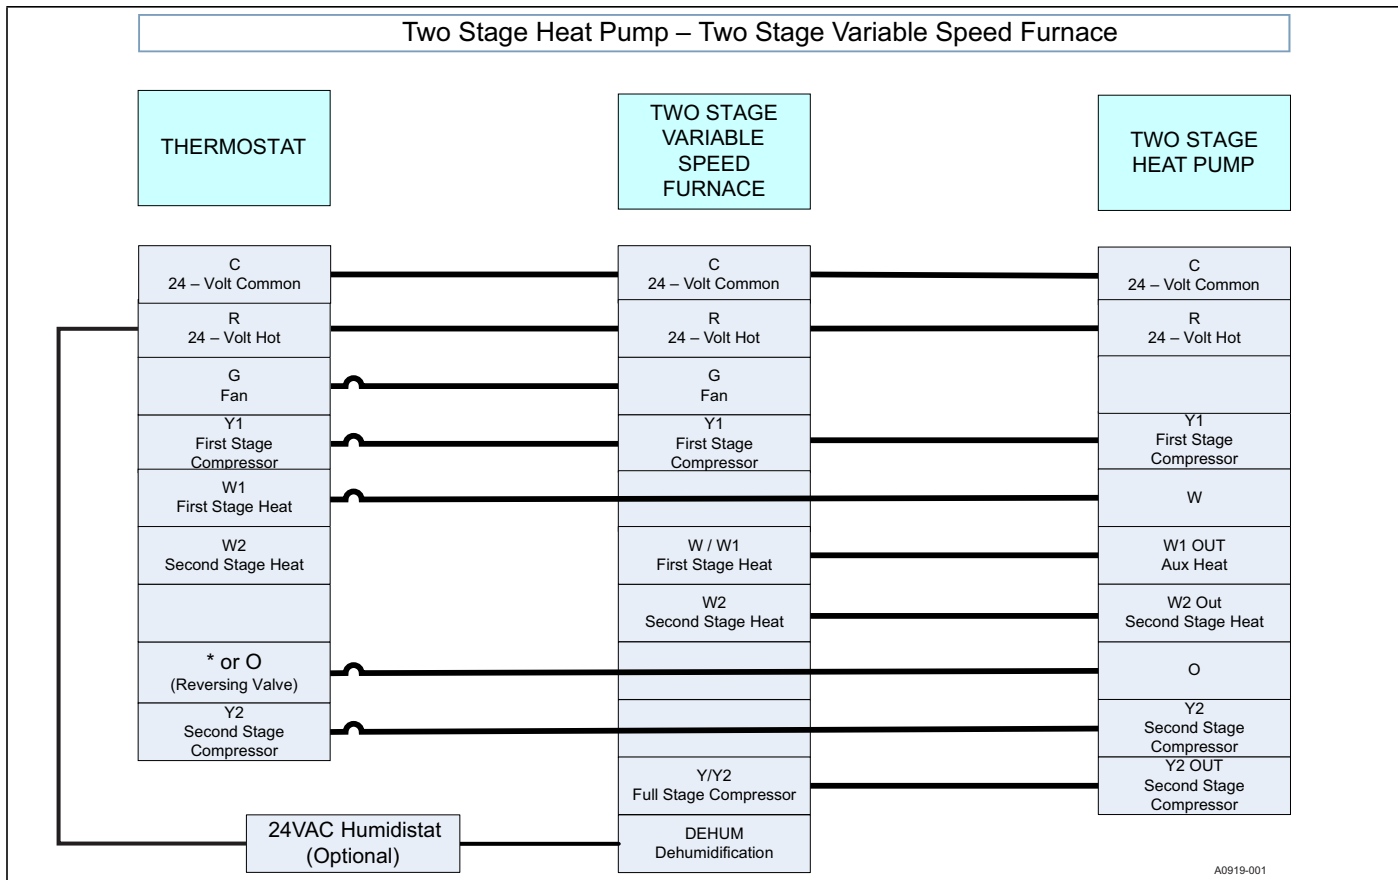 Two Stage Heat Pump – Two Stage Variable Speed Furnace
THERMOSTAT
TWO STAGE
VARIABLE
SPEED
FURNACE
TWO STAGE
HEAT PUMP
C
24 – Volt Common
C
24 – Volt Common
C
24 – Volt Common
R
24 – Volt Hot
R
24 – Volt Hot
R
24 – Volt Hot
G
Fan
G
Fan
Y1
First Stage
Compressor
Y1
First Stage
Compressor
Y1
First Stage
Compressor
W1
First Stage Heat
W
W2
Second Stage Heat
W / W1
First Stage Heat
W1 OUT
Aux Heat
W2
Second Stage Heat
W2 Out
Second Stage Heat
* or O
(Reversing Valve)
O
Y2
Second Stage
Compressor
Y2
Second Stage
Compressor
Y/Y2
Full Stage Compressor
Y2 OUT
Second Stage
Compressor
24VAC Humidistat
(Optional)
DEHUM
Dehumidification
A0919-001